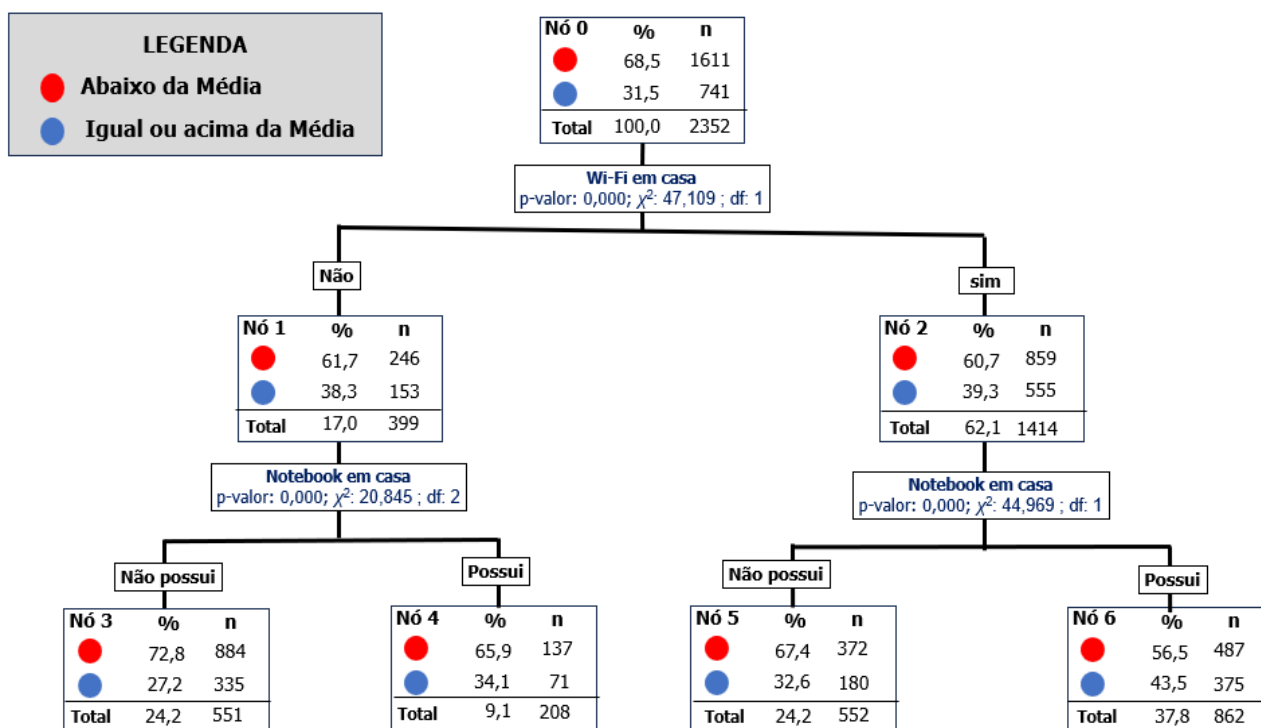 LEGENDA
Abaixo da Média
Igual ou acima da Média
Nó 0 % n
68,5 1611
31,5 741
Total 100,0 2352
Wi-Fi em casa
p-valor: 0,000; χ²: 47,109 ; df: 1
Não
sim
Nó 1 % n
61,7 246
38,3 153
Total 17,0 399
Nó 2 % n
60,7 859
39,3 555
Total 62,1 1414
Notebook em casa
p-valor: 0,000; χ²: 20,845 ; df: 2
Notebook em casa
p-valor: 0,000; χ²: 44,969 ; df: 1
Não possui
Possui
Não possui
Possui
Nó 3 % n
72,8 884
27,2 335
Total 24,2 551
Nó 4 % n
65,9 137
34,1 71
Total 9,1 208
Nó 5 % n
67,4 372
32,6 180
Total 24,2 552
Nó 6 % n
56,5 487
43,5 375
Total 37,8 862